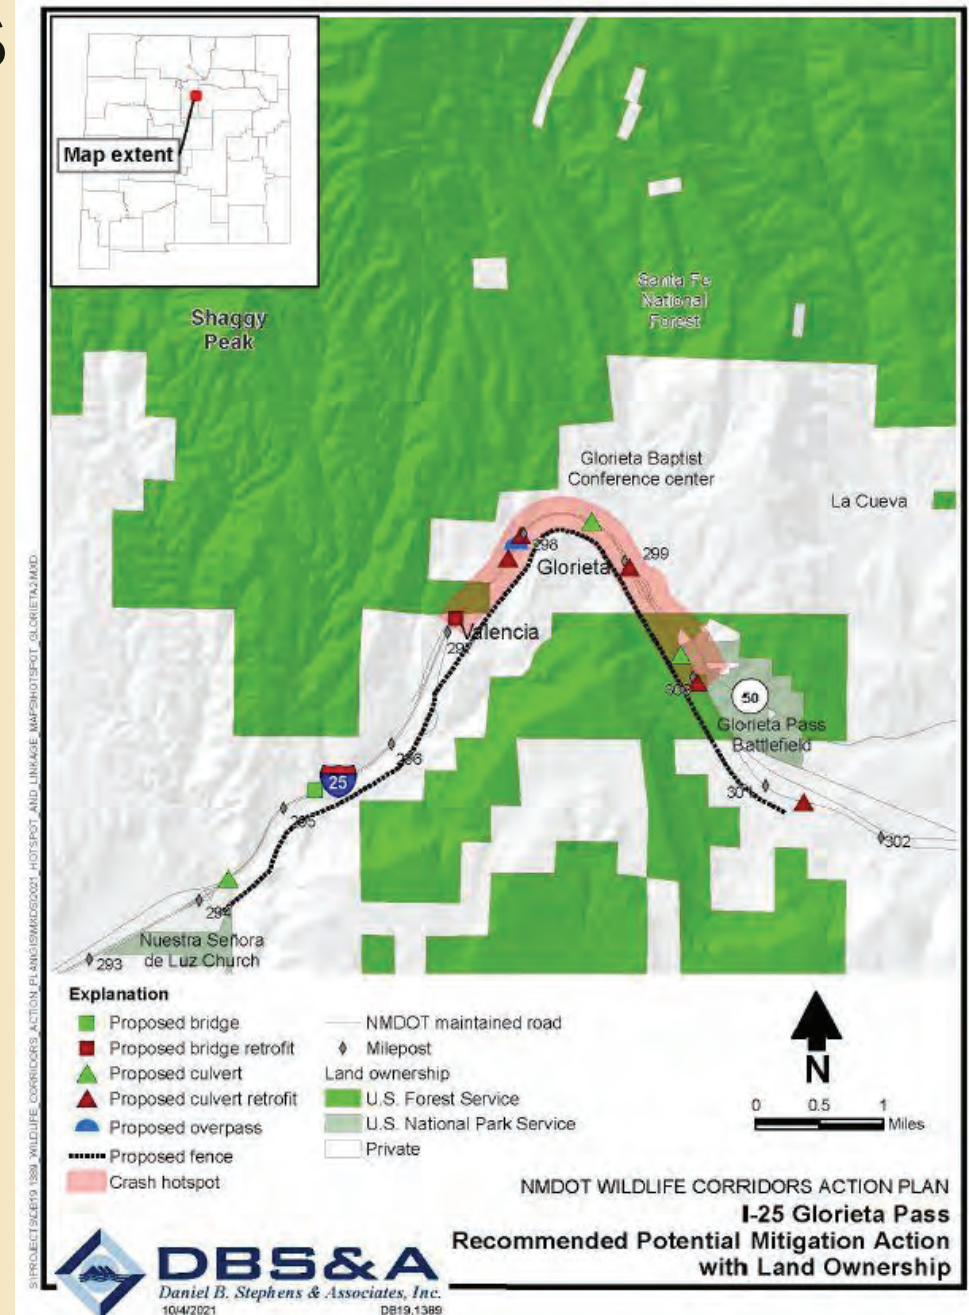 Map extent
Shaggy
Peak
Santa Fe
National
Forest
Glorieta Baptist
Conference center
La Cueva
298
299
Glorieta
Valencia
296
50
Glorieta Pass
Battlefield
25
295
302
294
Nuestra Señora
de Luz Church
293
Explanation
Proposed bridge
Proposed bridge retrofit
Proposed culvert
Proposed culvert retrofit
Proposed overpass
Proposed fence
Crash hotspot
NMDOT maintained road
Milepost
Land ownership
U.S. Forest Service
U.S. National Park Service
Private
N
0 0.5 1
Miles
NMDOT WILDLIFE CORRIDORS ACTION PLAN
I-25 Glorieta Pass
Recommended Potential Mitigation Action
with Land Ownership
DBS&A
Daniel B. Stephens & Associates, Inc.
10/4/2021 DB19.1389